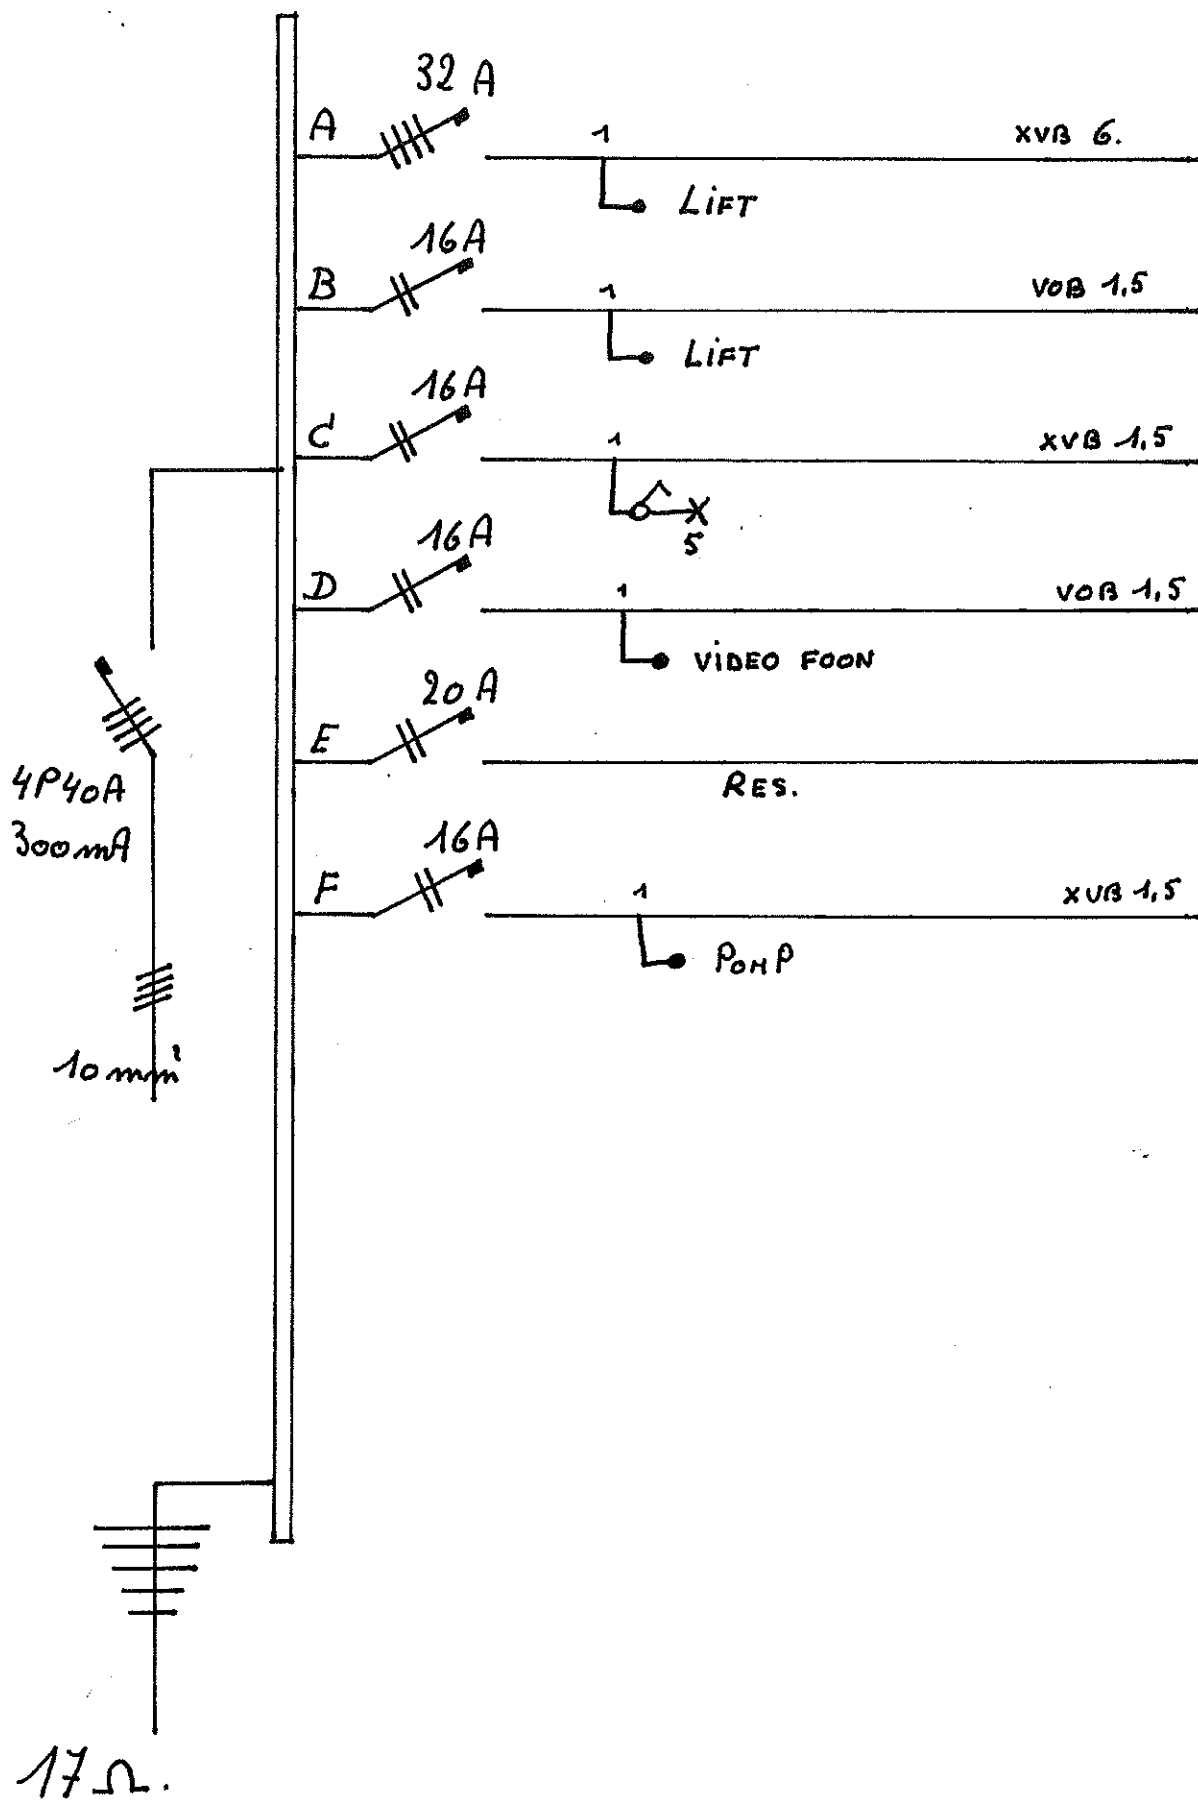 32 A
A
1
XVB 6.
LiFT
16A
B
1
VOB 1,5
LiFT
16A
C
1
XVB 1,5
5
16A
D
1
VOB 1,5
ViDEO FOON
20 A
E
RES.
4P40A
300mA
16A
F
1
XVB 1,5
POMP
10 mm²
17 Ω.